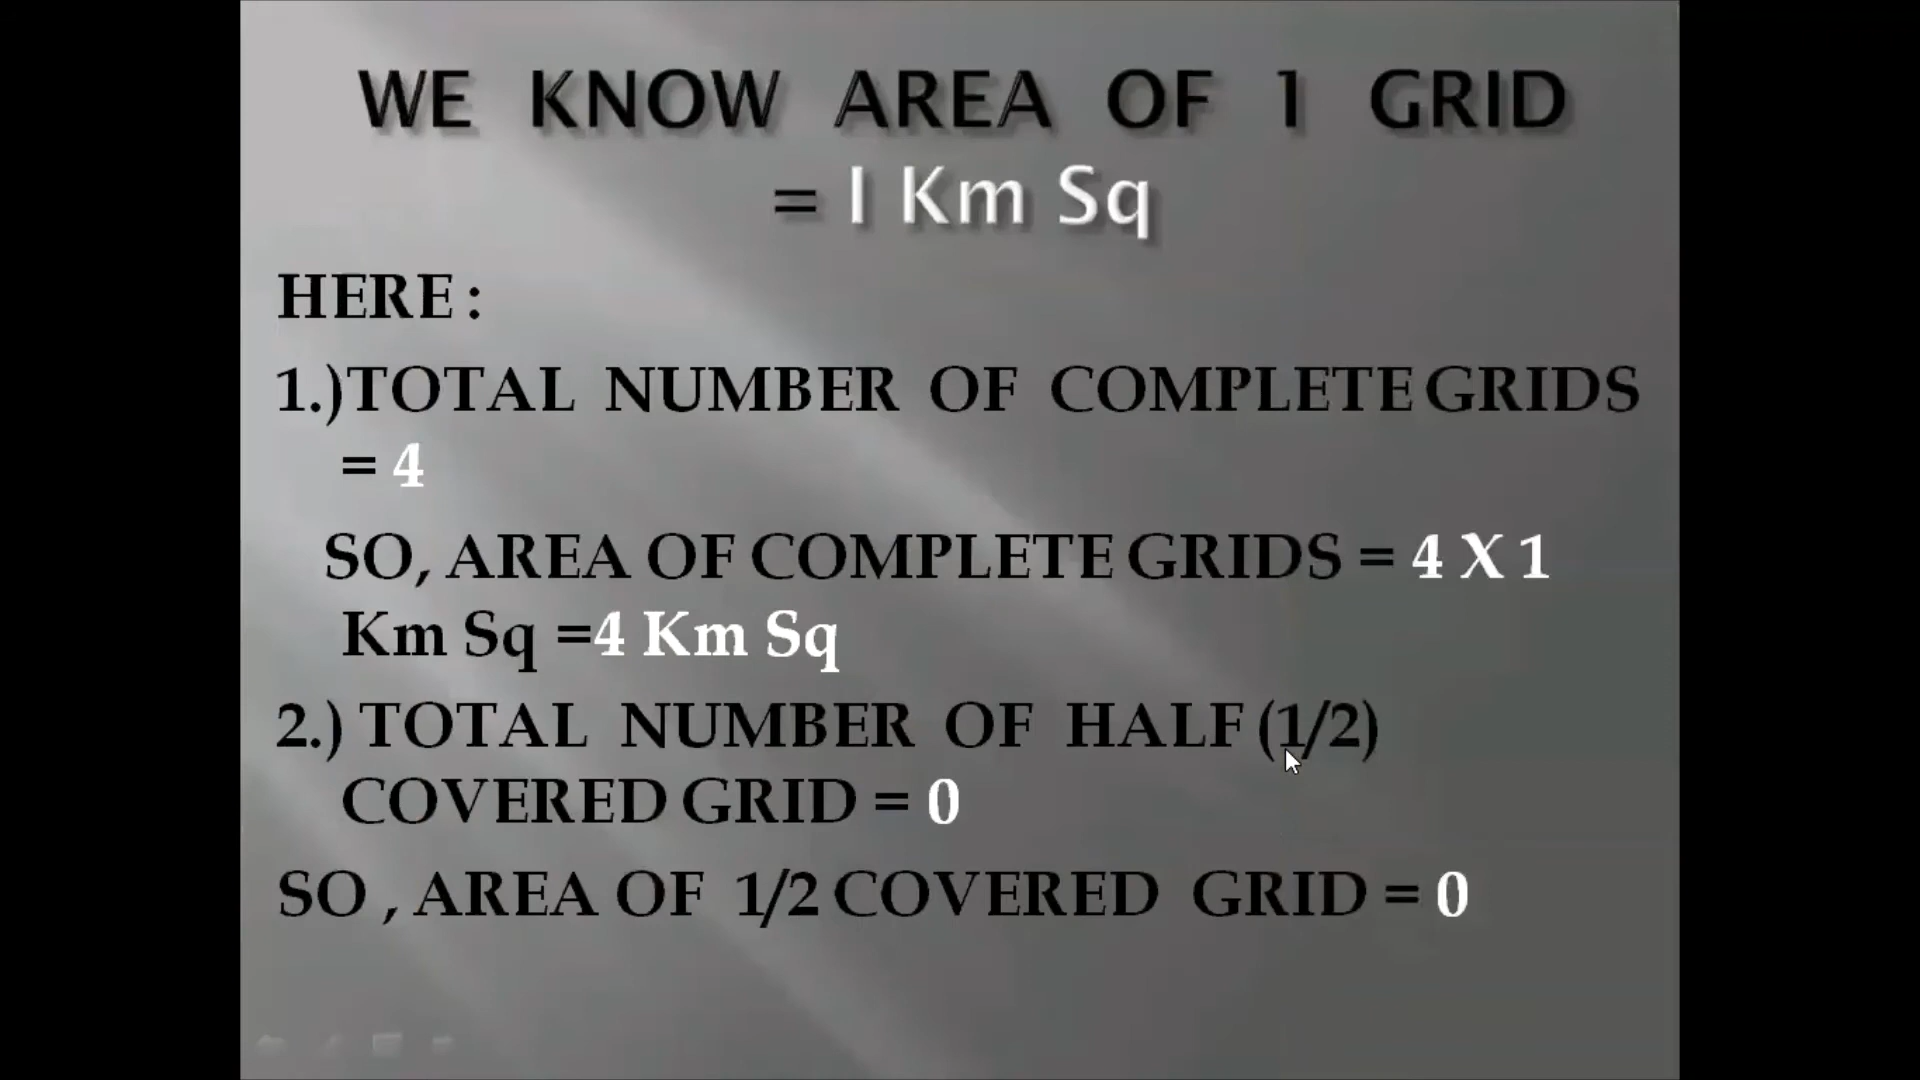 WE KNOW AREA OF 1 GRID
= I Km Sq
HERE :
1.)TOTAL NUMBER OF COMPLETE GRIDS
= 4
SO, AREA OF COMPLETE GRIDS = 4 X 1
Km Sq =4 Km Sq
2.) TOTAL NUMBER OF HALF (1/2)
COVERED GRID = 0
SO , AREA OF 1/2 COVERED GRID = 0